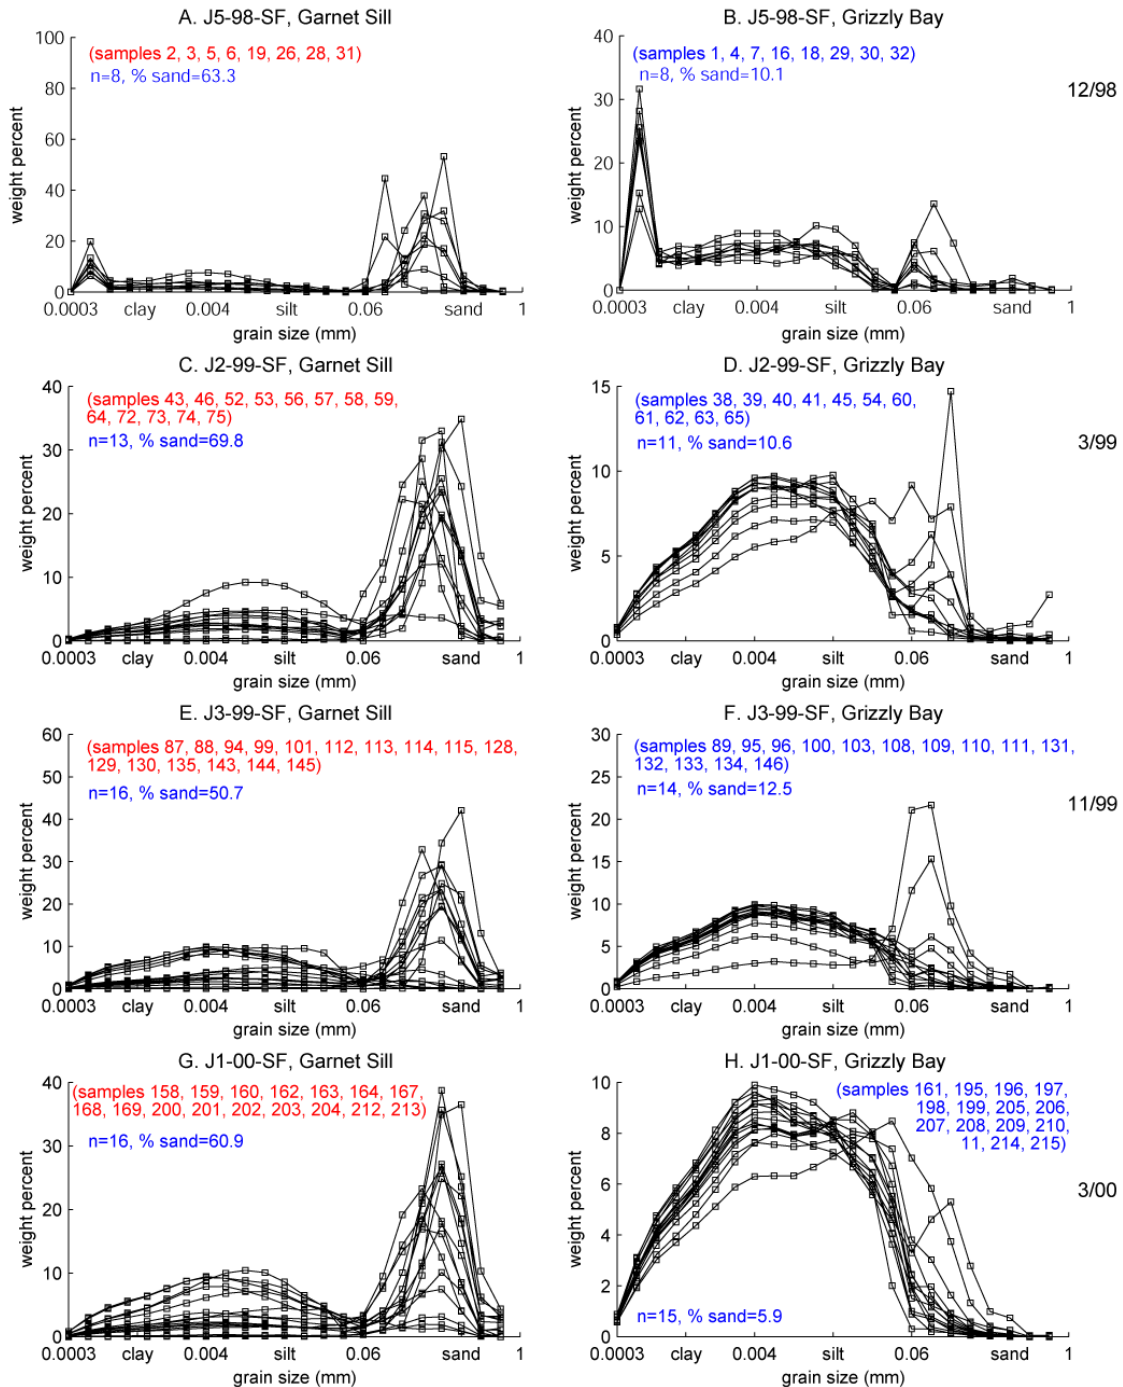 A. J5-98-SF, Garnet Sill
(samples 2, 3, 5, 6, 19, 26, 28, 31)
n=8, % sand=63.3
100
80
60
40
20
0
weight percent
0.0003 clay 0.004 silt 0.06 sand 1
grain size (mm)
B. J5-98-SF, Grizzly Bay
(samples 1, 4, 7, 16, 18, 29, 30, 32)
n=8, % sand=10.1
40
30
20
10
0
weight percent
0.0003 clay 0.004 silt 0.06 sand 1
grain size (mm)
12/98
C. J2-99-SF, Garnet Sill
(samples 43, 46, 52, 53, 56, 57, 58, 59,
64, 72, 73, 74, 75)
n=13, % sand=69.8
40
30
20
10
0
weight percent
0.0003 clay 0.004 silt 0.06 sand 1
grain size (mm)
D. J2-99-SF, Grizzly Bay
(samples 38, 39, 40, 41, 45, 54, 60,
61, 62, 63, 65)
n=11, % sand=10.6
15
10
5
0
weight percent
0.0003 clay 0.004 silt 0.06 sand 1
grain size (mm)
3/99
E. J3-99-SF, Garnet Sill
(samples 87, 88, 94, 99, 101, 112, 113, 114, 115, 128,
129, 130, 135, 143, 144, 145)
n=16, % sand=50.7
60
50
40
30
20
10
0
weight percent
0.0003 clay 0.004 silt 0.06 sand 1
grain size (mm)
F. J3-99-SF, Grizzly Bay
(samples 89, 95, 96, 100, 103, 108, 109, 110, 111, 131,
132, 133, 134, 146)
n=14, % sand=12.5
30
25
20
15
10
5
0
weight percent
0.0003 clay 0.004 silt 0.06 sand 1
grain size (mm)
11/99
G. J1-00-SF, Garnet Sill
(samples 158, 159, 160, 162, 163, 164, 167,
168, 169, 200, 201, 202, 203, 204, 212, 213)
n=16, % sand=60.9
40
30
20
10
0
weight percent
0.0003 clay 0.004 silt 0.06 sand 1
grain size (mm)
H. J1-00-SF, Grizzly Bay
(samples 161, 195, 196, 197,
198, 199, 205, 206,
207, 208, 209, 210,
11, 214, 215)
n=15, % sand=5.9
10
8
6
4
2
0
weight percent
0.0003 clay 0.004 silt 0.06 sand 1
grain size (mm)
3/00